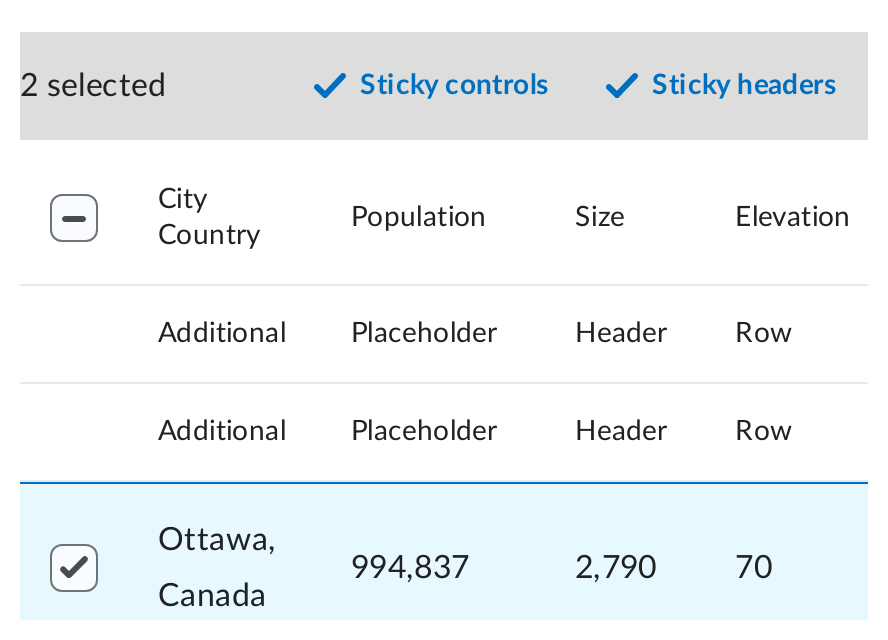 2 selected Sticky controls Sticky headers
City
Country Population Size Elevation
Additional Placeholder Header Row
Additional Placeholder Header Row
Ottawa,
Canada 994,837 2,790 70